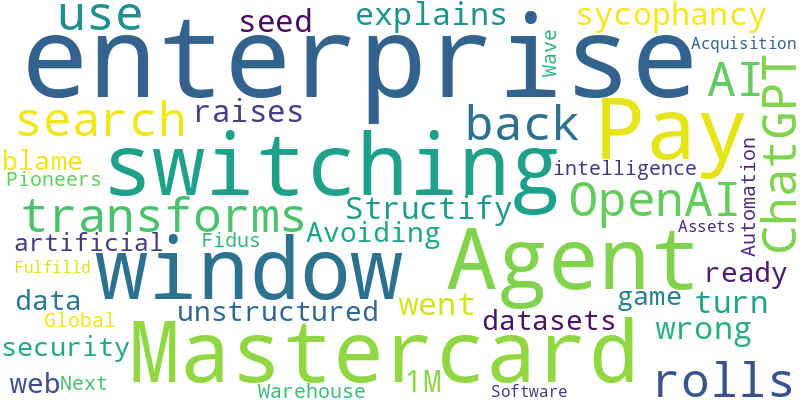 use
seed
explains
sycophancy
enterprise
Wave
Acquisition
AI
search
raises
back
Pay
ChatGPT
blame
Pioneers
switching
intelligence
Automation
transforms
Structify
OpenAI
artificial
Fidus
Avoiding
Assets
Fulfilld
window
Agent
ready
data
unstructured
went
game
turn
Global
Mastercard
datasets
wrong
security
web
Next
Warehouse
1M
Software
rolls